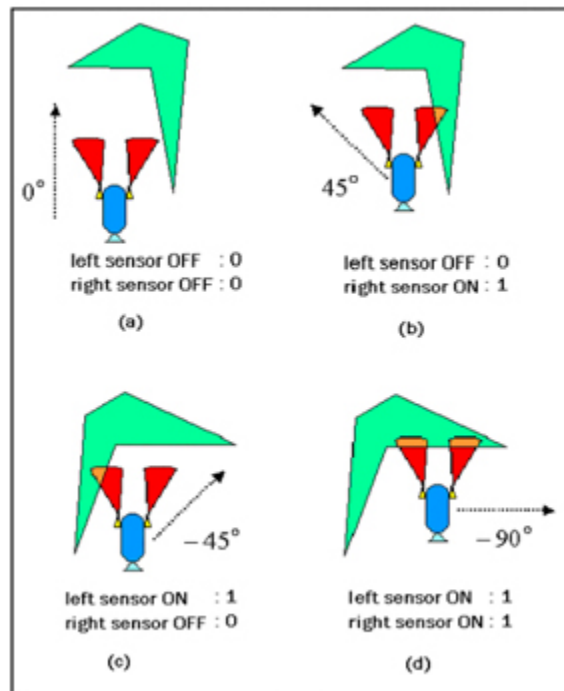 0°
left sensor OFF : 0
right sensor OFF : 0
(a)
45°
left sensor OFF : 0
right sensor ON : 1
(b)
−45°
left sensor ON : 1
right sensor OFF : 0
(c)
−90°
left sensor ON : 1
right sensor ON : 1
(d)